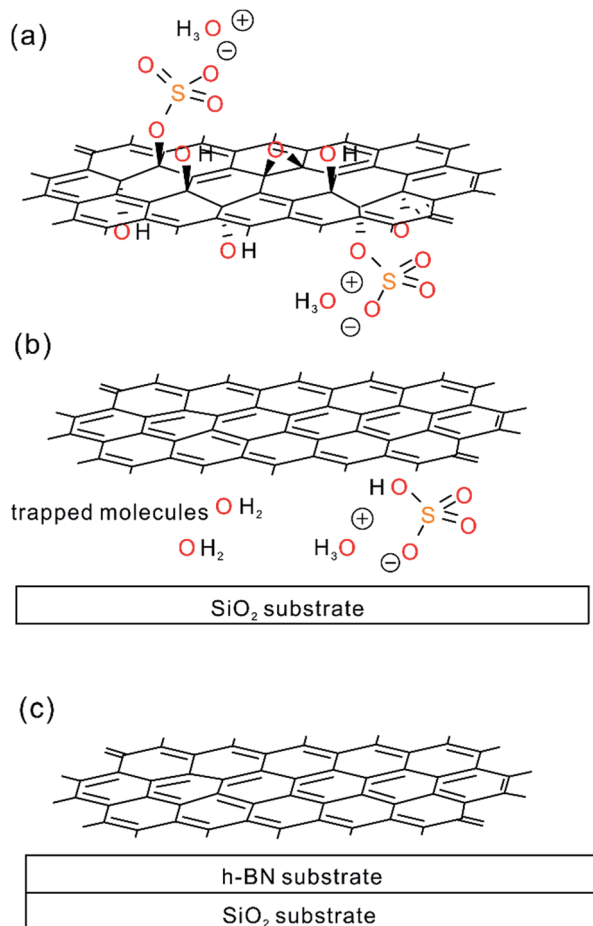 (a)
H3O +
−
O O
S
O O
O
O H O O H
O H
O H
O
O
O
S
O
O
+
H3O
−
(b)
trapped molecules OH2
OH2
H O
O
S
O
O
+
H3O
−
SiO2 substrate
(c)
h-BN substrate
SiO2 substrate